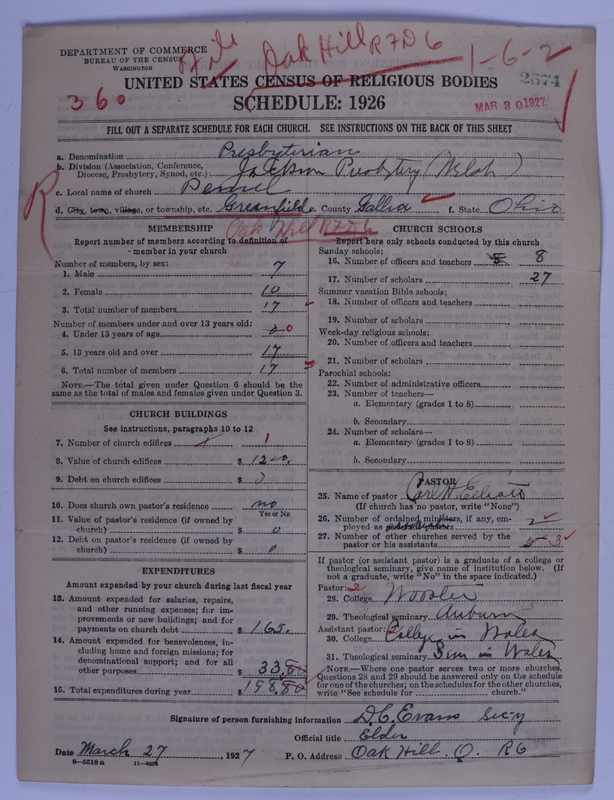 Oak Hill R7D6 1-6-2
DEPARTMENT OF COMMERCE
BUREAU OF THE CENSUS
WASHINGTON
2674
UNITED STATES CENSUS OF RELIGIOUS BODIES
360
SCHEDULE: 1926
MAR 30 1927
FILL OUT A SEPARATE SCHEDULE FOR EACH CHURCH. SEE INSTRUCTIONS ON THE BACK OF THIS SHEET
a. Denomination Presbyterian
b. Division (Association, Conference, Diocese, Presbytery, Synod, etc.) Jackson Presbytery (Welsh)
c. Local name of church Peniel
d. City, town, village, or township, etc. Greenfield e. County Gallia f. State Ohio
Oak Hill R7D6
MEMBERSHIP
Report number of members according to definition of
member in your church
Number of members, by sex:
1. Male 7
2. Female 10
3. Total number of members 17
Number of members under and over 13 years old:
4. Under 13 years of age 0
5. 13 years old and over 17
6. Total number of members 17
NOTE.—The total given under Question 6 should be the
same as the total of males and females given under Question 3.
CHURCH BUILDINGS
See instructions, paragraphs 10 to 12
7. Number of church edifices 1
8. Value of church edifices $
9. Debt on church edifices $
10. Does church own pastor's residence no
Yes or No
11. Value of pastor's residence (if owned by
church) $ 0
12. Debt on pastor's residence (if owned by
church) $ 0
EXPENDITURES
Amount expended by your church during last fiscal year
13. Amount expended for salaries, repairs,
and other running expenses; for im-
provements or new buildings; and for
payments on church debt $ 165.
14. Amount expended for benevolences, in-
cluding home and foreign missions; for
denominational support; and for all
other purposes $ 33.80
15. Total expenditures during year $ 198.80
CHURCH SCHOOLS
Report here only schools conducted by this church
Sunday schools:
16. Number of officers and teachers 8 8
17. Number of scholars 27
Summer vacation Bible schools:
18. Number of officers and teachers
19. Number of scholars
Week-day religious schools:
20. Number of officers and teachers
21. Number of scholars
Parochial schools:
22. Number of administrative officers
23. Number of teachers—
a. Elementary (grades 1 to 8)
b. Secondary
24. Number of scholars—
a. Elementary (grades 1 to 8)
b. Secondary
PASTOR
25. Name of pastor Carl H. Elliott
(If church has no pastor, write "None")
26. Number of ordained ministers, if any, em-
ployed as 2
27. Number of other churches served by the
pastor or his assistants 3
If pastor (or assistant pastor) is a graduate of a college or
theological seminary, give name of institution below. (If
not a graduate, write "No" in the space indicated.)
Pastor:
28. College Wooster
29. Theological seminary Auburn
Assistant pastor:
30. College College in Wales
31. Theological seminary Sem in Wales
NOTE.—Where one pastor serves two or more churches,
Questions 28 and 29 should be answered only on the schedule
for one of the churches; on the schedules for the other churches,
write "See schedule for church."
Signature of person furnishing information D.C. Evans Sec-y
Official title Elder
Date March 27, 1927 P. O. Address Oak Hill. O. R6
8-5318 a